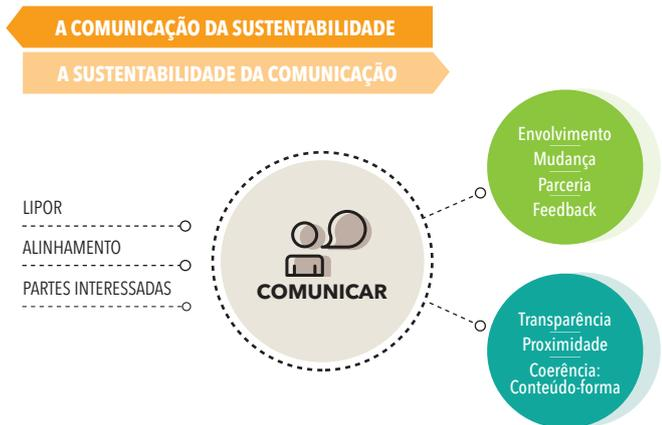 A COMUNICAÇÃO DA SUSTENTABILIDADE
A SUSTENTABILIDADE DA COMUNICAÇÃO
LIPOR
ALINHAMENTO
PARTES INTERESSADAS
COMUNICAR
Envolvimento
Mudança
Parceria
Feedback
Transparência
Proximidade
Coerência:
Conteúdo-forma